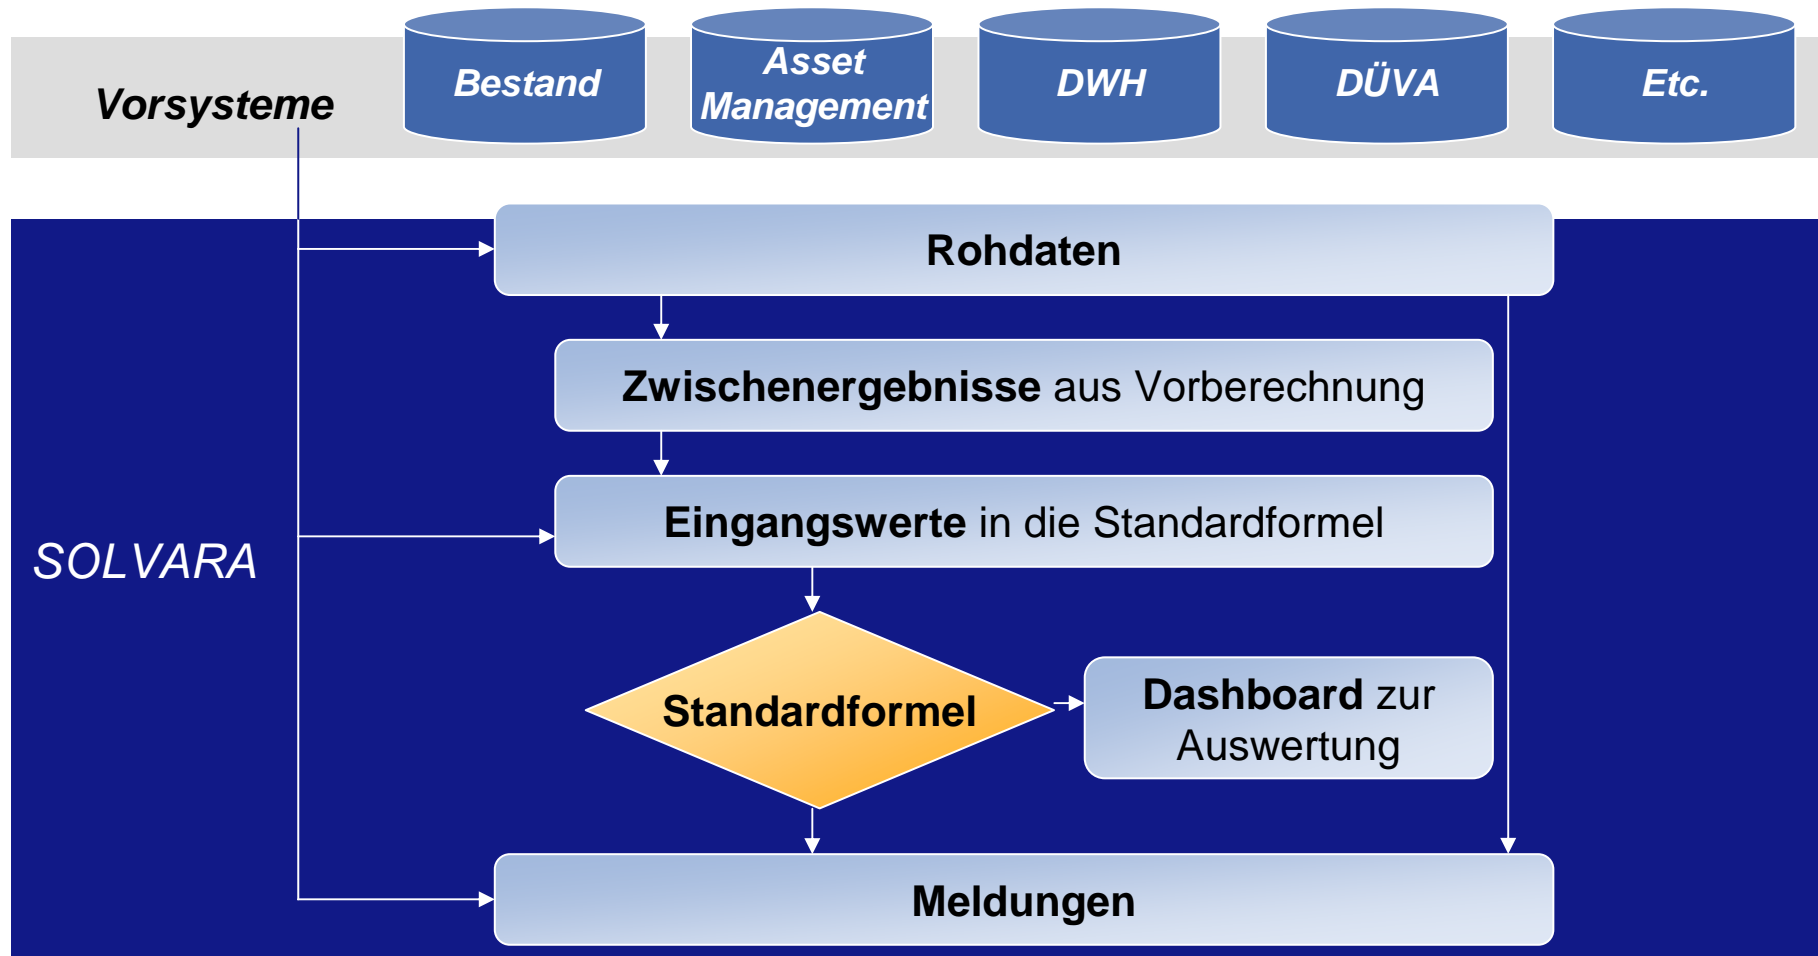 Vorsysteme
Bestand
Asset
Management
DWH
DÜVA
Etc.
Rohdaten
Zwischenergebnisse aus Vorberechnung
Eingangswerte in die Standardformel
SOLVARA
Standardformel
Dashboard zur
Auswertung
Meldungen